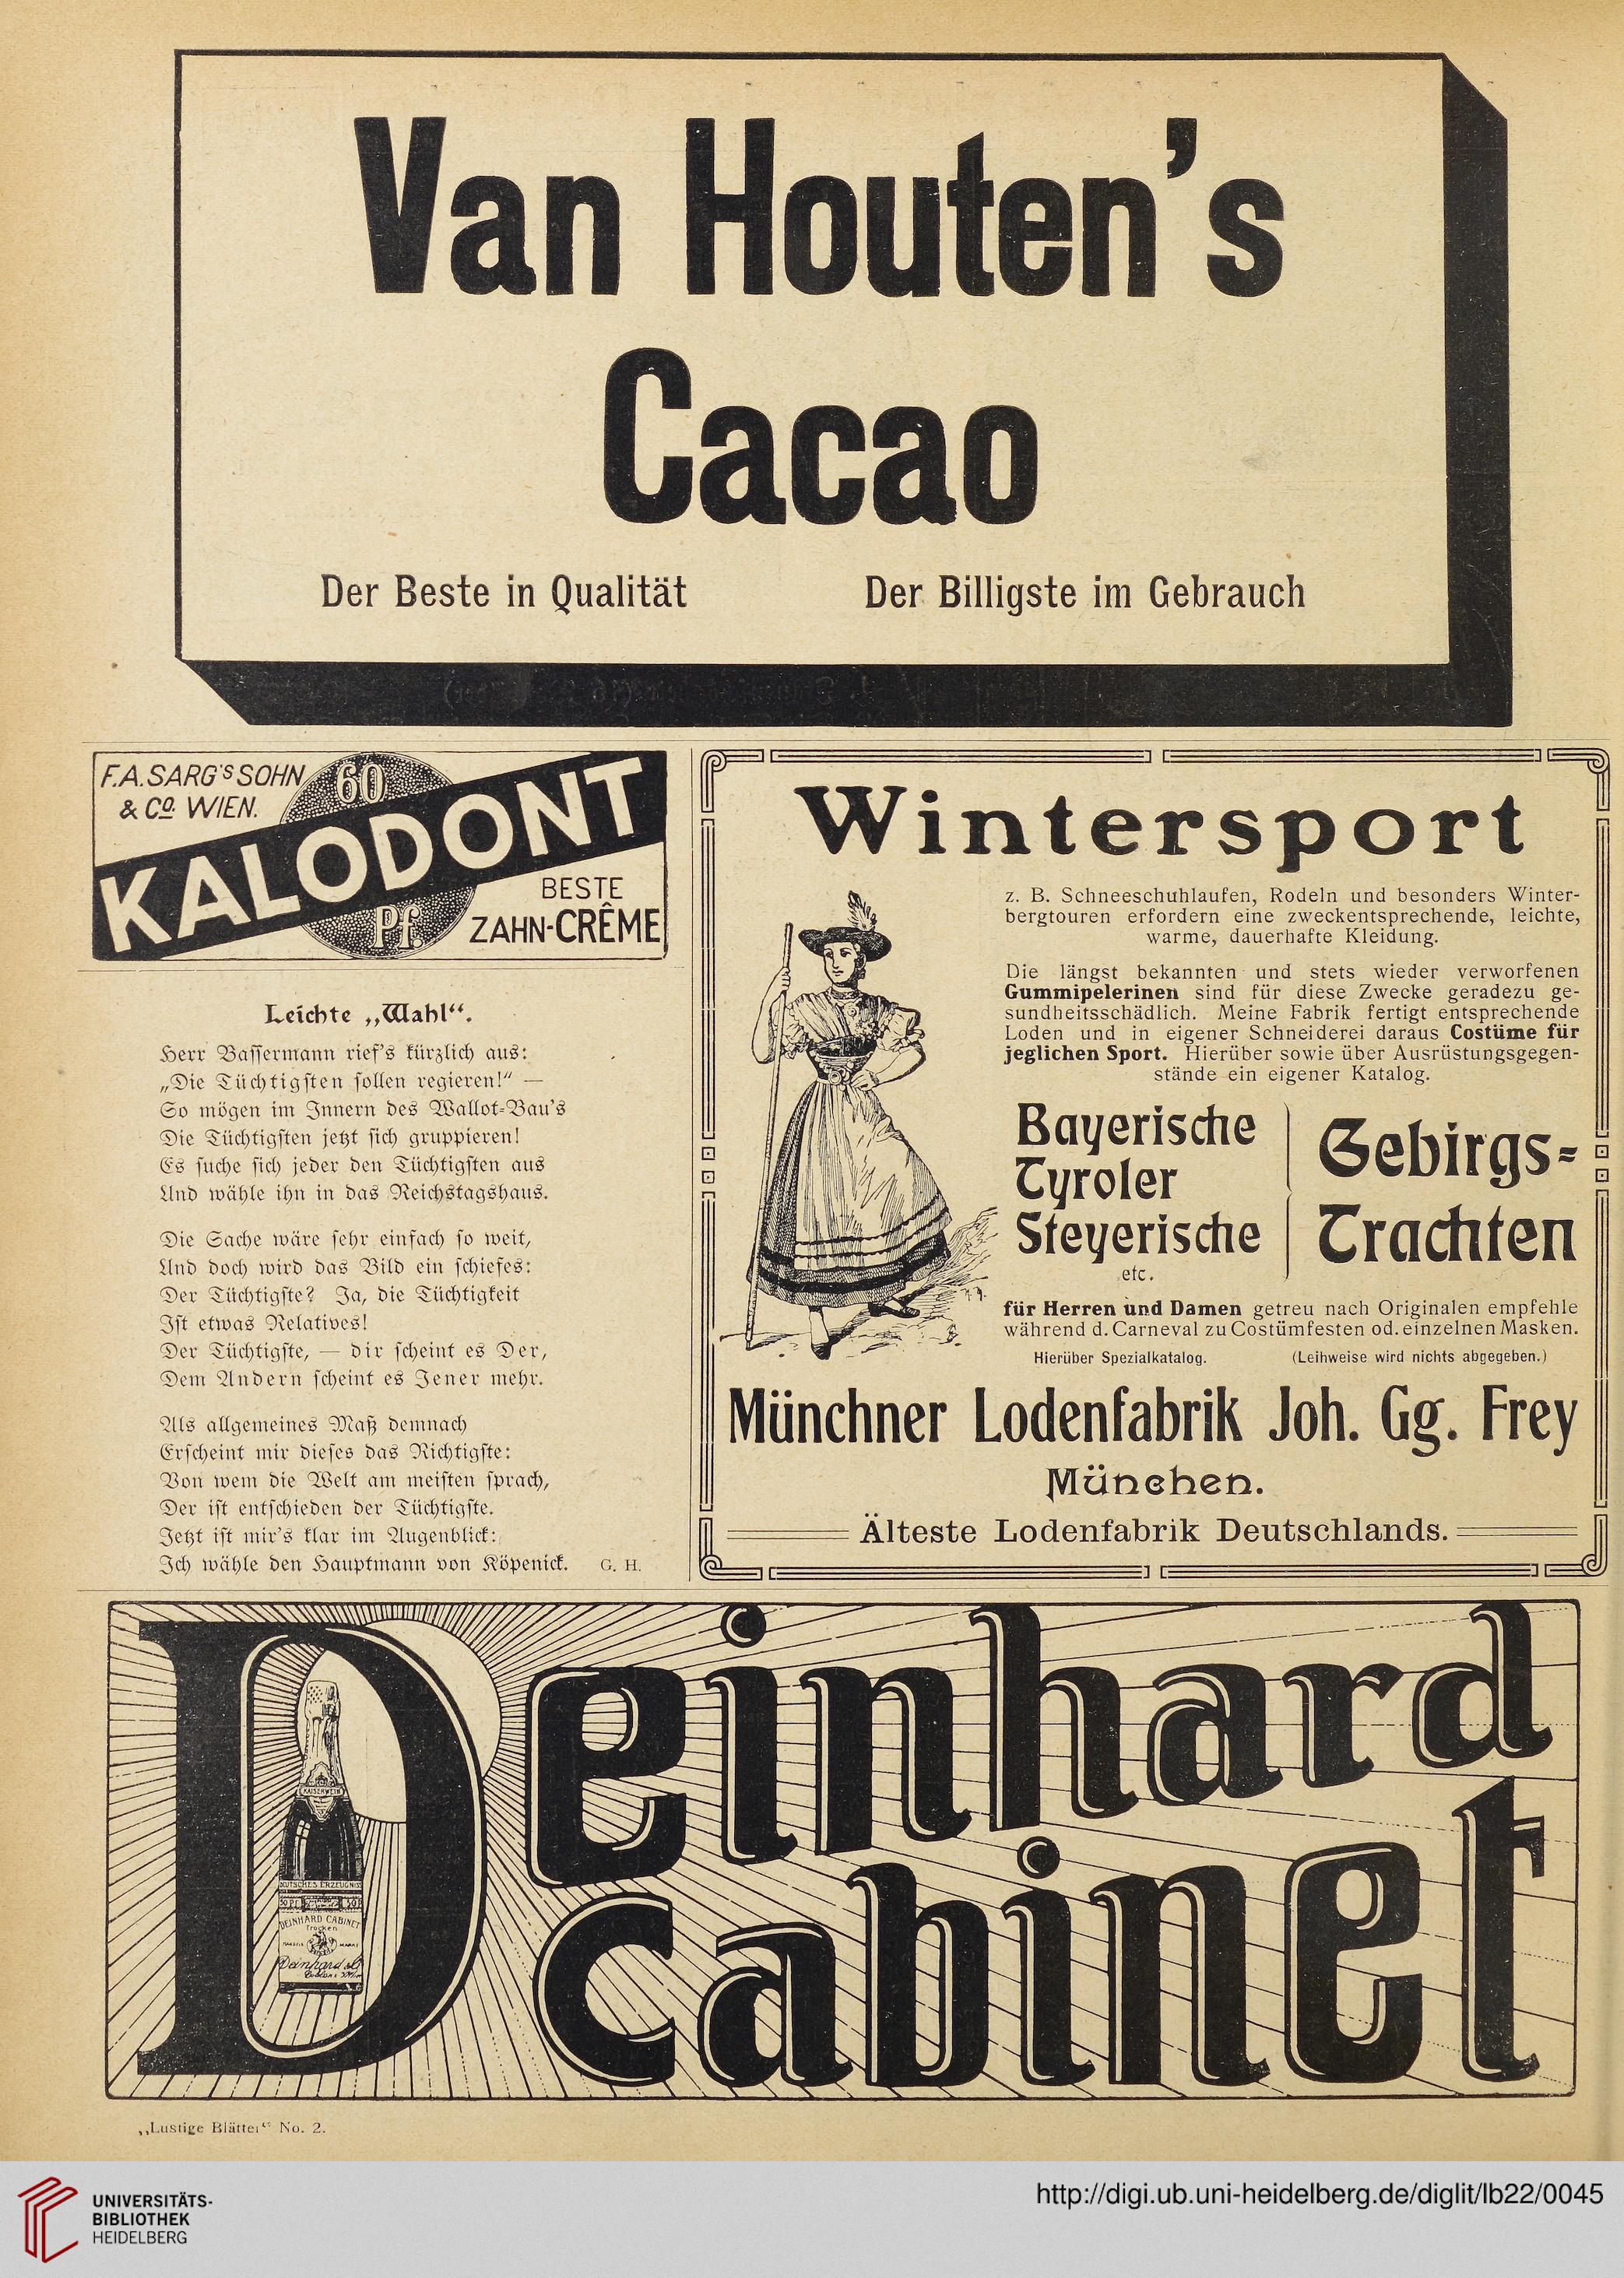 Van Houten's
Cacao
Der Beste in Qualität
Der Billigste im Gebrauch
F.A. SARG'S SOHN
& Co. WIEN.
60
KALODONT
Pf.
BESTE
ZAHN-CRÊME
Leichte „Wahl“.
Herr Bassermann rief's kürzlich aus:
„Die Tüchtigsten sollen regieren!“ —
So mögen im Innern des Wallot-Bau's
Die Tüchtigsten jetzt sich gruppieren!
Es suche sich jeder den Tüchtigsten aus
Und wähle ihn in das Reichstagshaus.
Die Sache wäre sehr einfach so weit,
Und doch wird das Bild ein schiefes:
Der Tüchtigste? Ja, die Tüchtigkeit
Ist etwas Relatives!
Der Tüchtigste, — dir scheint es Der,
Dem Andern scheint es Jener mehr.
Als allgemeines Maß demnach
Erscheint mir dieses das Richtigste:
Von wem die Welt am meisten sprach,
Der ist entschieden der Tüchtigste.
Jetzt ist mir's klar im Augenblick:
Ich wähle den Hauptmann von Köpenick. G. H.
Wintersport
z. B. Schneeschuhlaufen, Rodeln und besonders Winter-
bergtouren erfordern eine zweckentsprechende, leichte,
warme, dauerhafte Kleidung.
Die längst bekannten und stets wieder verworfenen
Gummipelerinen sind für diese Zwecke geradezu ge-
sundheitsschädlich. Meine Fabrik fertigt entsprechende
Loden und in eigener Schneiderei daraus Costüme für
jeglichen Sport. Hierüber sowie über Ausrüstungsgegen-
stände ein eigener Katalog.
Bayerische
Tyroler
Steyerische
etc.
Gebirgs-
Trachten
für Herren und Damen getreu nach Originalen empfehle
während d. Carneval zu Costümfesten od. einzelnen Masken.
Hierüber Spezialkatalog. (Leihweise wird nichts abgegeben.)
Münchner Lodenfabrik Joh. Gg. Frey
München.
Älteste Lodenfabrik Deutschlands.
Deinhard
Cabinet
KAISERWEIN
DEUTSCHES ERZEUGNIS
DEINHARD CABINET
Trocken
Deinhard & Co
„Lustige Blätter“ No. 2.
UNIVERSITÄTS-
BIBLIOTHEK
HEIDELBERG
http://digi.ub.uni-heidelberg.de/diglit/lb22/0045